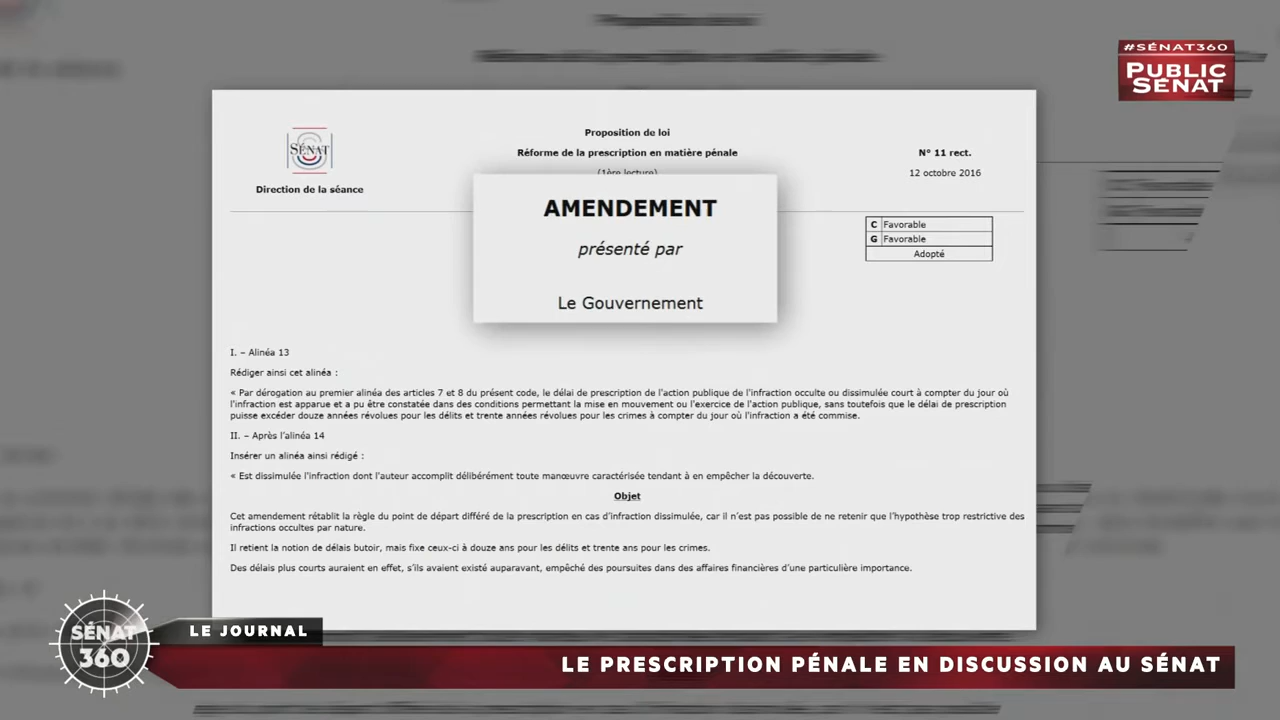 #SÉNAT360
PUBLIC
SÉNAT
SÉNAT
Direction de la séance
Proposition de loi
Réforme de la prescription en matière pénale
(1ère lecture)
N° 11 rect.
12 octobre 2016
AMENDEMENT
présenté par
Le Gouvernement
C Favorable
G Favorable
Adopté
I. – Alinéa 13
Rédiger ainsi cet alinéa :
« Par dérogation au premier alinéa des articles 7 et 8 du présent code, le délai de prescription de l'action publique de l'infraction occulte ou dissimulée court à compter du jour où
l'infraction est apparue et a pu être constatée dans des conditions permettant la mise en mouvement ou l'exercice de l'action publique, sans toutefois que le délai de prescription
puisse excéder douze années révolues pour les délits et trente années révolues pour les crimes à compter du jour où l'infraction a été commise.
II. – Après l'alinéa 14
Insérer un alinéa ainsi rédigé :
« Est dissimulée l'infraction dont l'auteur accomplit délibérément toute manœuvre caractérisée tendant à en empêcher la découverte.
Objet
Cet amendement rétablit la règle du point de départ différé de la prescription en cas d'infraction dissimulée, car il n'est pas possible de ne retenir que l'hypothèse trop restrictive des
infractions occultes par nature.
Il retient la notion de délais butoir, mais fixe ceux-ci à douze ans pour les délits et trente ans pour les crimes.
Des délais plus courts auraient en effet, s'ils avaient existé auparavant, empêché des poursuites dans des affaires financières d'une particulière importance.
SÉNAT
360
LE JOURNAL
LE PRESCRIPTION PÉNALE EN DISCUSSION AU SÉNAT